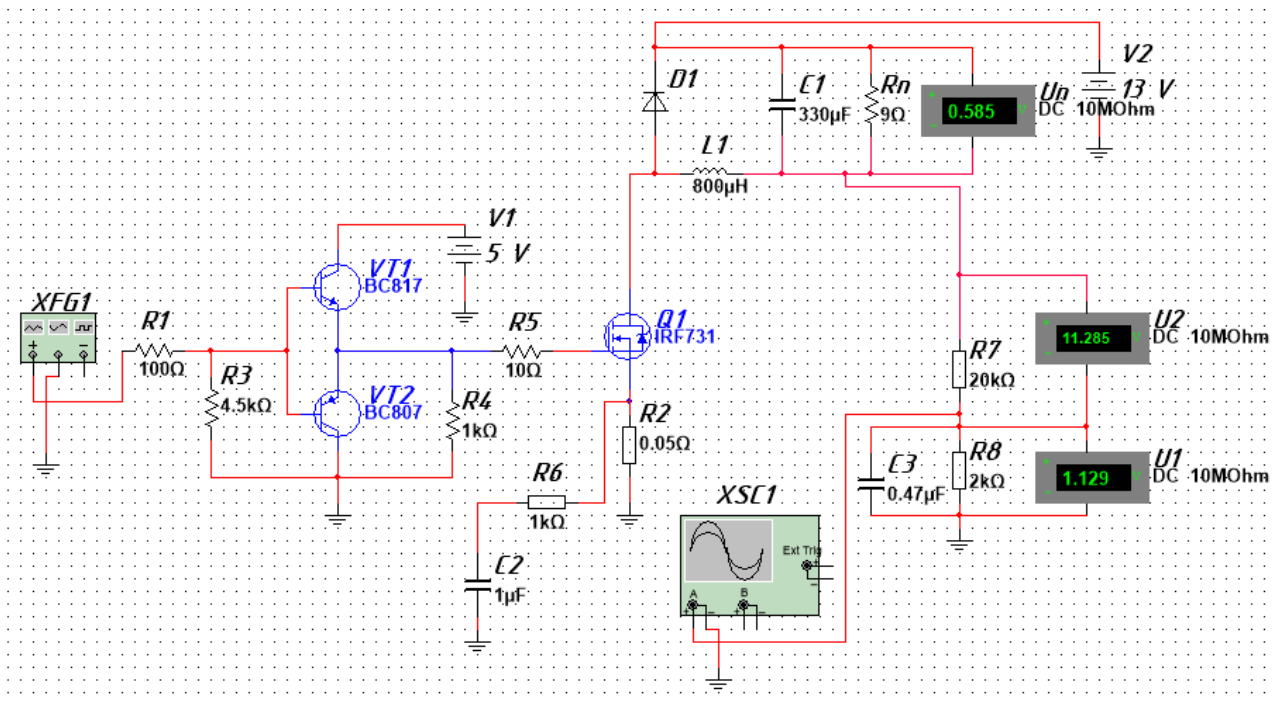 V2
13 V
D1
C1
330µF
Rn
9Ω
+
-
0.585
V
Un
DC 10MOhm
L1
800µH
V1
5 V
VT1
BC817
XFG1
+
-
R1
100Ω
R3
4.5kΩ
VT2
BC807
R4
1kΩ
R5
10Ω
Q1
IRF731
R2
0.05Ω
R6
1kΩ
C2
1µF
+
-
11.285
V
U2
DC 10MOhm
R7
20kΩ
R8
2kΩ
C3
0.47µF
+
-
1.129
V
U1
DC 10MOhm
XSC1
Ext Trig
+
-
A
B
+
-
+
-